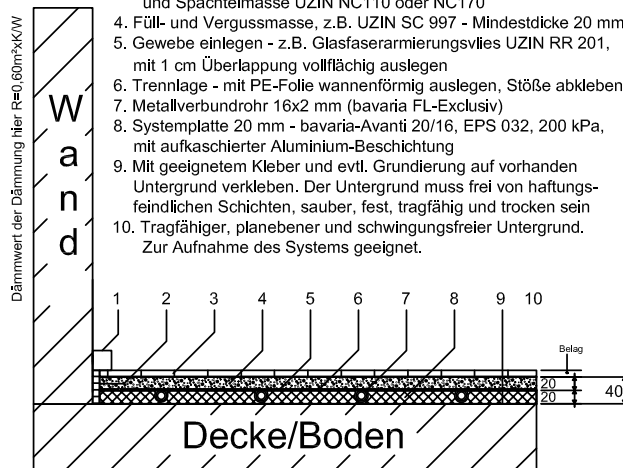 und Spachtelmasse UZIN NC110 oder NC170
4. Füll- und Vergussmasse, z.B. UZIN SC 997 - Mindestdicke 20 mm
5. Gewebe einlegen - z.B. Glasfaserarmierungsvlies UZIN RR 201,
mit 1 cm Überlappung vollflächig auslegen
6. Trennlage - mit PE-Folie wannenförmig auslegen, Stöße abkleben
7. Metallverbundrohr 16x2 mm (bavaria FL-Exclusiv)
8. Systemplatte 20 mm - bavaria-Avanti 20/16, EPS 032, 200 kPa,
mit aufkaschierter Aluminium-Beschichtung
9. Mit geeignetem Kleber und evtl. Grundierung auf vorhanden
Untergrund verkleben. Der Untergrund muss frei von haftungs-
feindlichen Schichten, sauber, fest, tragfähig und trocken sein
10. Tragfähiger, planebener und schwingungsfreier Untergrund.
Zur Aufnahme des Systems geeignet.
Dämmwert der Dämmung hier R=0,60m²xK/W
Wand
1 2 3 4 5 6 7 8 9 10
Belag
20
20
40
Decke/Boden